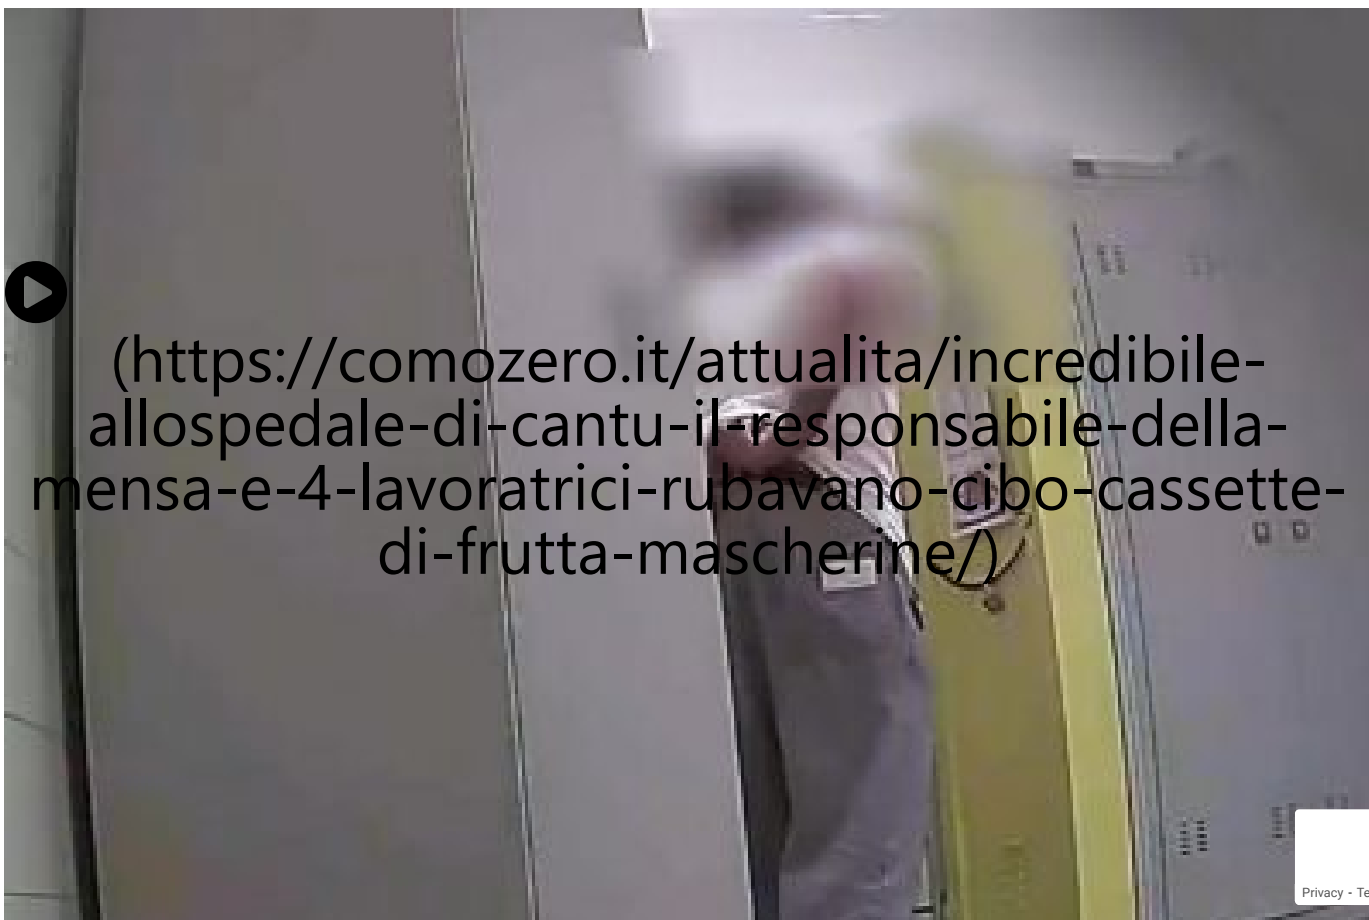 (https://comozero.it/attualita/incredibile-
allospedale-di-cantu-il-responsabile-della-
mensa-e-4-lavoratrici-rubavano-cibo-cassette-
di-frutta-mascherine/)
Privacy - Te